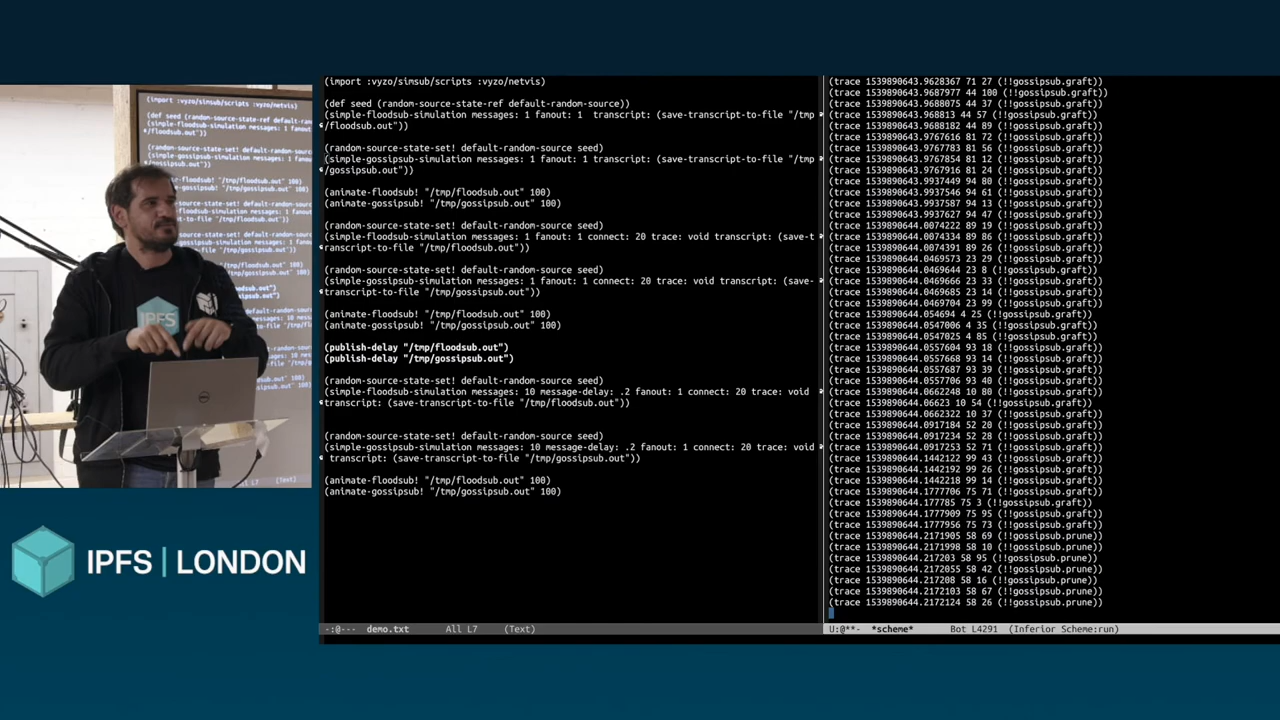 (import :vyzo/simsub/scripts :vyzo/netvis)
(def seed (random-source-state-ref default-random-source))
(simple-floodsub-simulation messages: 1 fanout: 1  transcript: (save-transcript-to-file "/tmp
/floodsub.out"))
(random-source-state-set! default-random-source seed)
(simple-gossipsub-simulation messages: 1 fanout: 1 transcript: (save-transcript-to-file "/tmp
/gossipsub.out"))
(animate-floodsub! "/tmp/floodsub.out" 100)
(animate-gossipsub! "/tmp/gossipsub.out" 100)
(random-source-state-set! default-random-source seed)
(simple-floodsub-simulation messages: 1 fanout: 1 connect: 20 trace: void transcript: (save-t
ranscript-to-file "/tmp/floodsub.out"))
(random-source-state-set! default-random-source seed)
(simple-gossipsub-simulation messages: 1 fanout: 1 connect: 20 trace: void transcript: (save-
transcript-to-file "/tmp/gossipsub.out"))
(animate-floodsub! "/tmp/floodsub.out" 100)
(animate-gossipsub! "/tmp/gossipsub.out" 100)
(publish-delay "/tmp/floodsub.out")
(publish-delay "/tmp/gossipsub.out")
(random-source-state-set! default-random-source seed)
(simple-floodsub-simulation messages: 10 message-delay: .2 fanout: 1 connect: 20 trace: void
transcript: (save-transcript-to-file "/tmp/floodsub.out"))
(random-source-state-set! default-random-source seed)
(simple-gossipsub-simulation messages: 10 message-delay: .2 fanout: 1 connect: 20 trace: void
transcript: (save-transcript-to-file "/tmp/gossipsub.out"))
(animate-floodsub! "/tmp/floodsub.out" 100)
(animate-gossipsub! "/tmp/gossipsub.out" 100)
-:@--- demo.txt All L7 (Text)
(trace 1539890643.9628367 71 27 (!!gossipsub.graft))
(trace 1539890643.9687977 44 100 (!!gossipsub.graft))
(trace 1539890643.9688075 44 37 (!!gossipsub.graft))
(trace 1539890643.968813 44 57 (!!gossipsub.graft))
(trace 1539890643.9688182 44 89 (!!gossipsub.graft))
(trace 1539890643.9767616 81 72 (!!gossipsub.graft))
(trace 1539890643.9767783 81 56 (!!gossipsub.graft))
(trace 1539890643.9767854 81 12 (!!gossipsub.graft))
(trace 1539890643.9767916 81 24 (!!gossipsub.graft))
(trace 1539890643.9937449 94 80 (!!gossipsub.graft))
(trace 1539890643.9937546 94 61 (!!gossipsub.graft))
(trace 1539890643.9937587 94 13 (!!gossipsub.graft))
(trace 1539890643.9937627 94 47 (!!gossipsub.graft))
(trace 1539890644.0074222 89 19 (!!gossipsub.graft))
(trace 1539890644.0074334 89 86 (!!gossipsub.graft))
(trace 1539890644.0074391 89 26 (!!gossipsub.graft))
(trace 1539890644.0469573 23 29 (!!gossipsub.graft))
(trace 1539890644.0469644 23 8 (!!gossipsub.graft))
(trace 1539890644.0469666 23 33 (!!gossipsub.graft))
(trace 1539890644.0469685 23 14 (!!gossipsub.graft))
(trace 1539890644.0469704 23 99 (!!gossipsub.graft))
(trace 1539890644.054694 4 25 (!!gossipsub.graft))
(trace 1539890644.0547006 4 35 (!!gossipsub.graft))
(trace 1539890644.0547025 4 85 (!!gossipsub.graft))
(trace 1539890644.0557604 93 18 (!!gossipsub.graft))
(trace 1539890644.0557668 93 14 (!!gossipsub.graft))
(trace 1539890644.0557687 93 39 (!!gossipsub.graft))
(trace 1539890644.0557706 93 40 (!!gossipsub.graft))
(trace 1539890644.0662248 10 80 (!!gossipsub.graft))
(trace 1539890644.06623 10 54 (!!gossipsub.graft))
(trace 1539890644.0662322 10 37 (!!gossipsub.graft))
(trace 1539890644.0917184 52 20 (!!gossipsub.graft))
(trace 1539890644.0917234 52 28 (!!gossipsub.graft))
(trace 1539890644.0917253 52 71 (!!gossipsub.graft))
(trace 1539890644.1442122 99 43 (!!gossipsub.graft))
(trace 1539890644.1442192 99 26 (!!gossipsub.graft))
(trace 1539890644.1442218 99 14 (!!gossipsub.graft))
(trace 1539890644.1777706 75 71 (!!gossipsub.graft))
(trace 1539890644.177785 75 3 (!!gossipsub.graft))
(trace 1539890644.1777909 75 95 (!!gossipsub.graft))
(trace 1539890644.1777956 75 73 (!!gossipsub.graft))
(trace 1539890644.2171905 58 69 (!!gossipsub.prune))
(trace 1539890644.2171998 58 10 (!!gossipsub.prune))
(trace 1539890644.217203 58 95 (!!gossipsub.prune))
(trace 1539890644.2172055 58 42 (!!gossipsub.prune))
(trace 1539890644.217208 58 16 (!!gossipsub.prune))
(trace 1539890644.2172103 58 67 (!!gossipsub.prune))
(trace 1539890644.2172124 58 26 (!!gossipsub.prune))
U:@**- *scheme* Bot L4291 (Inferior Scheme:run)
IPFS
IPFS | LONDON